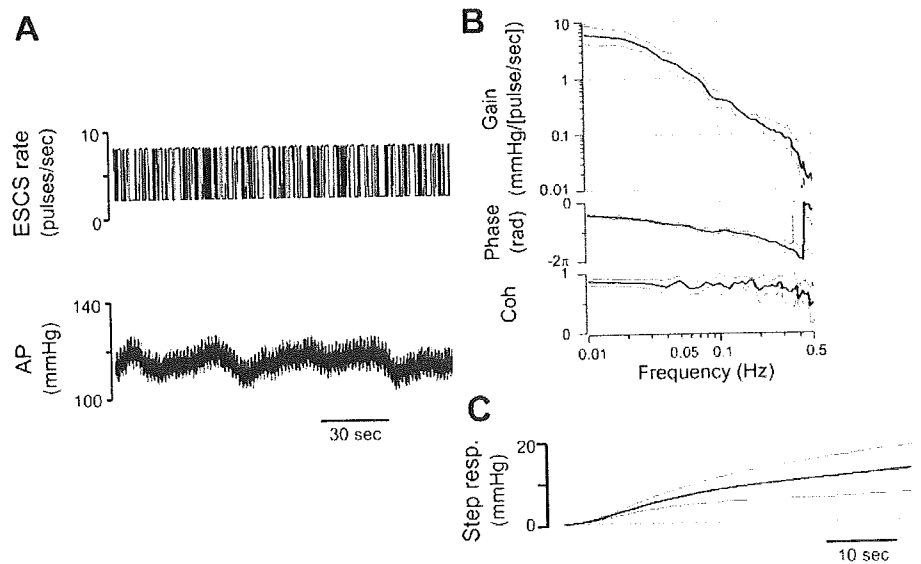 A
10
ESCS rate
(pulses/sec)
0
140
AP
(mmHg)
100
30 sec
B
10
1
0.1
0.01
Gain
(mmHg/[pulse/sec])
0
Phase
(rad)
-2π
1
Coh
0
0.01
0.05
0.1
0.5
Frequency (Hz)
C
20
Step resp.
(mmHg)
0
10 sec